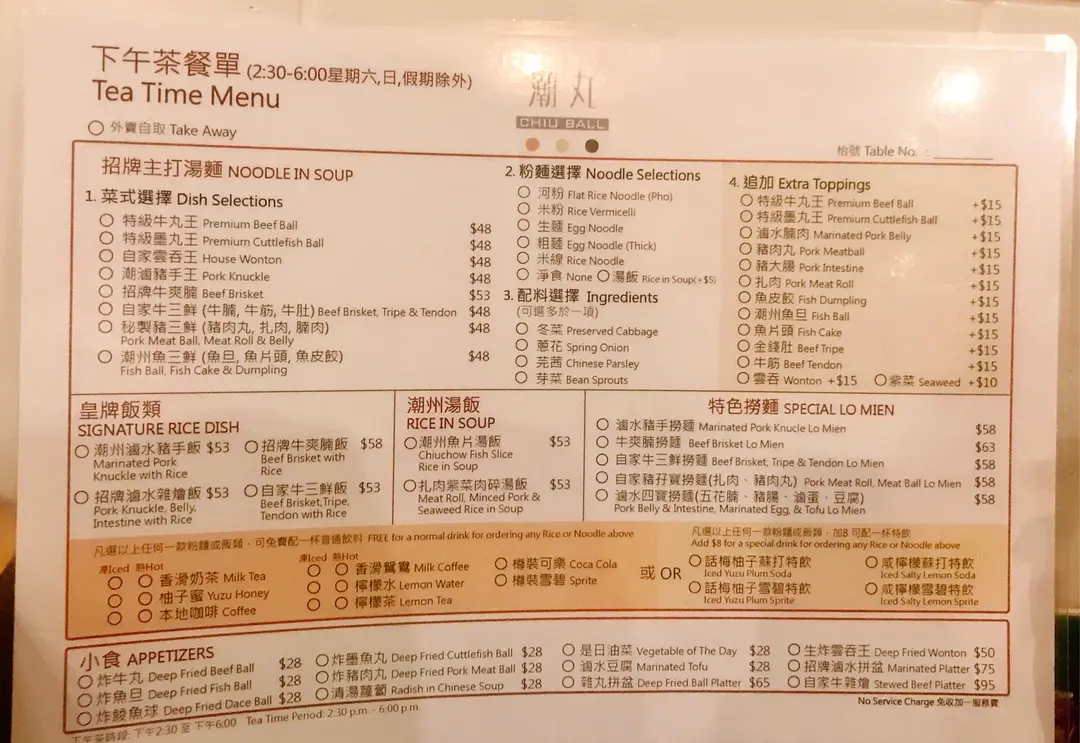 下午茶餐單 (2:30-6:00星期六,日,假期除外)
Tea Time Menu
外賣自取 Take Away
潮丸
CHIU BALL
枱號 Table No. : ________
招牌主打湯麵 NOODLE IN SOUP
1. 菜式選擇 Dish Selections
特級牛丸王 Premium Beef Ball $48
特級墨丸王 Premium Cuttlefish Ball $48
自家雲吞王 House Wonton $48
潮滷豬手王 Pork Knuckle $48
招牌牛爽腩 Beef Brisket $53
自家牛三鮮 (牛腩, 牛筋, 牛肚) Beef Brisket, Tripe & Tendon $48
秘製豬三鮮 (豬肉丸, 扎肉, 腩肉) $48
Pork Meat Ball, Meat Roll & Belly
潮州魚三鮮 (魚旦, 魚片頭, 魚皮餃) $48
Fish Ball, Fish Cake & Dumpling
2. 粉麵選擇 Noodle Selections
河粉 Flat Rice Noodle (Pho)
米粉 Rice Vermicelli
生麵 Egg Noodle
粗麵 Egg Noodle (Thick)
米線 Rice Noodle
淨食 None 湯飯 Rice in Soup(+$5)
3. 配料選擇 Ingredients
(可選多於一項)
冬菜 Preserved Cabbage
蔥花 Spring Onion
芫茜 Chinese Parsley
芽菜 Bean Sprouts
4. 追加 Extra Toppings
特級牛丸王 Premium Beef Ball +$15
特級墨丸王 Premium Cuttlefish Ball +$15
滷水腩肉 Marinated Pork Belly +$15
豬肉丸 Pork Meatball +$15
豬大腸 Pork Intestine +$15
扎肉 Pork Meat Roll +$15
魚皮餃 Fish Dumpling +$15
潮州魚旦 Fish Ball +$15
魚片頭 Fish Cake +$15
金錢肚 Beef Tripe +$15
牛筋 Beef Tendon +$15
雲吞 Wonton +$15 紫菜 Seaweed +$10
皇牌飯類
SIGNATURE RICE DISH
潮州滷水豬手飯 $53
Marinated Pork
Knuckle with Rice
招牌牛爽腩飯 $58
Beef Brisket with
Rice
招牌滷水雜燴飯 $53
Pork Knuckle, Belly,
Intestine with Rice
自家牛三鮮飯 $53
Beef Brisket,Tripe,
Tendon with Rice
潮州湯飯
RICE IN SOUP
潮州魚片湯飯 $53
Chiuchow Fish Slice
Rice in Soup
扎肉紫菜肉碎湯飯 $53
Meat Roll, Minced Pork &
Seaweed Rice in Soup
特色撈麵 SPECIAL LO MIEN
滷水豬手撈麵 Marinated Pork Knucle Lo Mien $58
牛爽腩撈麵 Beef Brisket Lo Mien $63
自家牛三鮮撈麵 Beef Brisket, Tripe & Tendon Lo Mien $58
自家豬孖寶撈麵(扎肉、豬肉丸) Pork Meat Roll, Meat Ball Lo Mien $58
滷水四寶撈麵(五花腩、豬腸、滷蛋、豆腐) $58
Pork Belly & Intestine, Marinated Egg, & Tofu Lo Mien
凡選以上任何一款粉麵或飯類，可免費配一杯普通飲料 FREE for a normal drink for ordering any Rice or Noodle above
凍Iced 熱Hot
香滑奶茶 Milk Tea
柚子蜜 Yuzu Honey
本地咖啡 Coffee
凍Iced 熱Hot
香滑鴛鴦 Milk Coffee
檸檬水 Lemon Water
檸檬茶 Lemon Tea
樽裝可樂 Coca Cola
樽裝雪碧 Sprite
或 OR
凡選以上任何一款粉麵或飯類，加8 可配一杯特飲
Add $8 for a special drink for ordering any Rice or Noodle above
話梅柚子蘇打特飲
Iced Yuzu Plum Soda
咸檸檬蘇打特飲
Iced Salty Lemon Soda
話梅柚子雪碧特飲
Iced Yuzu Plum Sprite
咸檸檬雪碧特飲
Iced Salty Lemon Sprite
小食 APPETIZERS
炸牛丸 Deep Fried Beef Ball $28
炸魚旦 Deep Fried Fish Ball $28
炸鯪魚球 Deep Fried Dace Ball $28
炸墨魚丸 Deep Fried Cuttlefish Ball $28
炸豬肉丸 Deep Fried Pork Meat Ball $28
清湯蘿蔔 Radish in Chinese Soup $28
是日油菜 Vegetable of The Day $28
滷水豆腐 Marinated Tofu $28
雜丸拼盆 Deep Fried Ball Platter $65
生炸雲吞王 Deep Fried Wonton $50
招牌滷水拼盆 Marinated Platter $75
自家牛雜燴 Stewed Beef Platter $95
No Service Charge 免收加一服務費
下午茶時段: 下午2:30 至 下午6:00 Tea Time Period: 2:30 p.m. - 6:00 p.m.